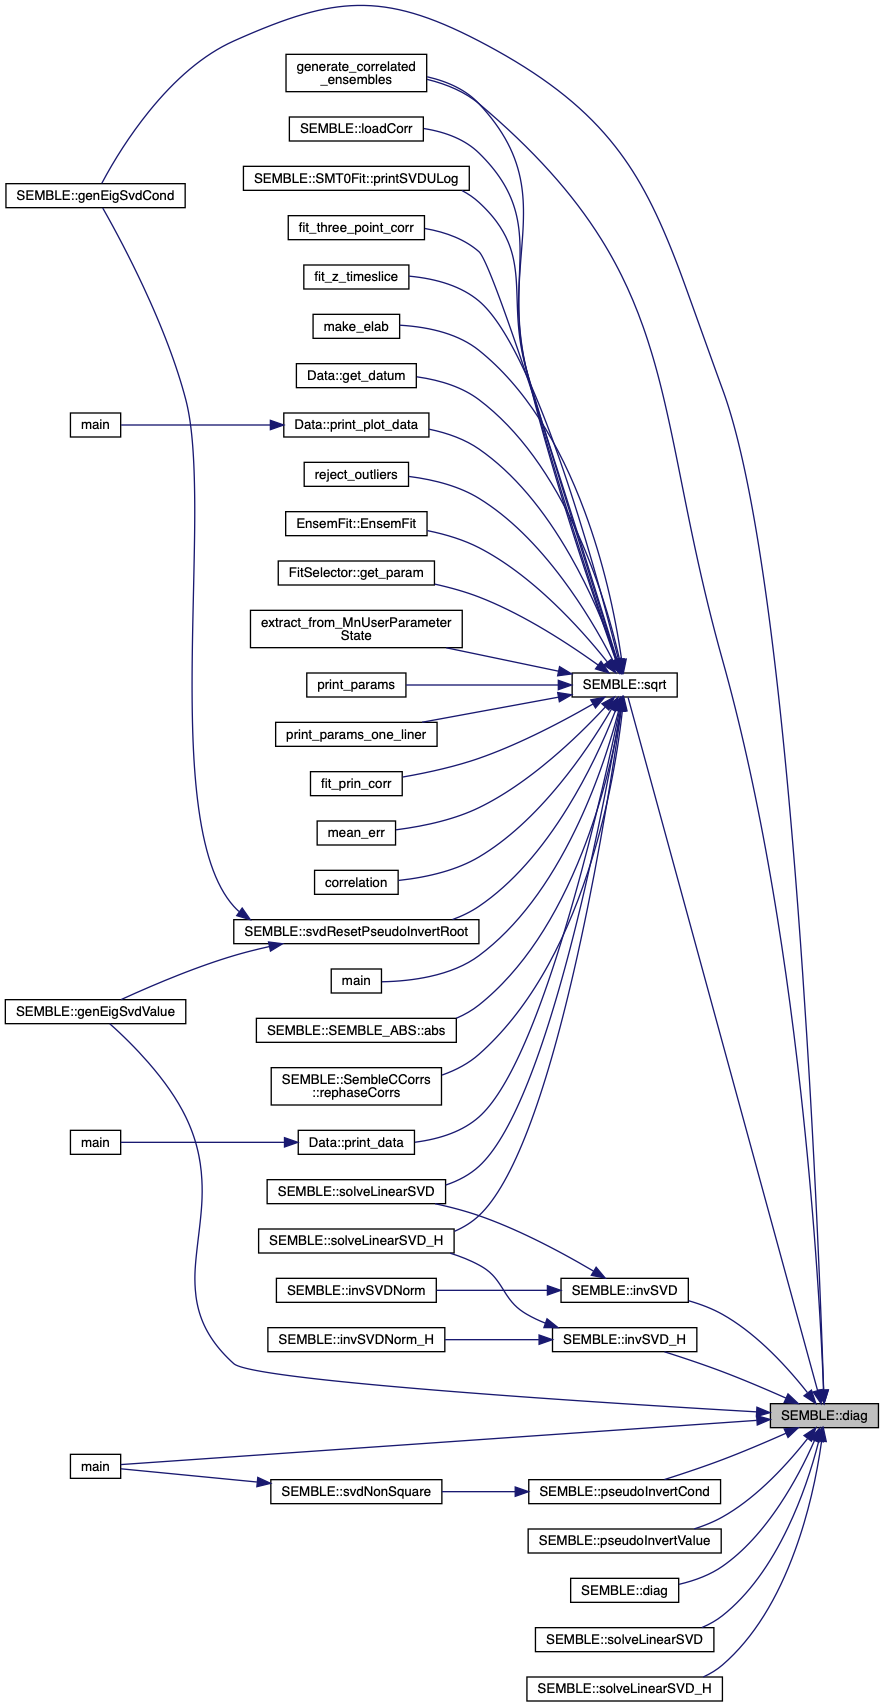 generate_correlated
_ensembles
SEMBLE::loadCorr
SEMBLE::SMT0Fit::printSVDULog
SEMBLE::genEigSvdCond
fit_three_point_corr
fit_z_timeslice
make_elab
Data::get_datum
main
Data::print_plot_data
reject_outliers
EnsemFit::EnsemFit
FitSelector::get_param
extract_from_MnUserParameter
State
print_params
SEMBLE::sqrt
print_params_one_liner
fit_prin_corr
mean_err
correlation
SEMBLE::svdResetPseudoInvertRoot
main
SEMBLE::genEigSvdValue
SEMBLE::SEMBLE_ABS::abs
SEMBLE::SembleCCorrs
::rephaseCorrs
main
Data::print_data
SEMBLE::solveLinearSVD
SEMBLE::solveLinearSVD_H
SEMBLE::invSVDNorm
SEMBLE::invSVD
SEMBLE::invSVDNorm_H
SEMBLE::invSVD_H
SEMBLE::diag
main
SEMBLE::svdNonSquare
SEMBLE::pseudoInvertCond
SEMBLE::pseudoInvertValue
SEMBLE::diag
SEMBLE::solveLinearSVD
SEMBLE::solveLinearSVD_H